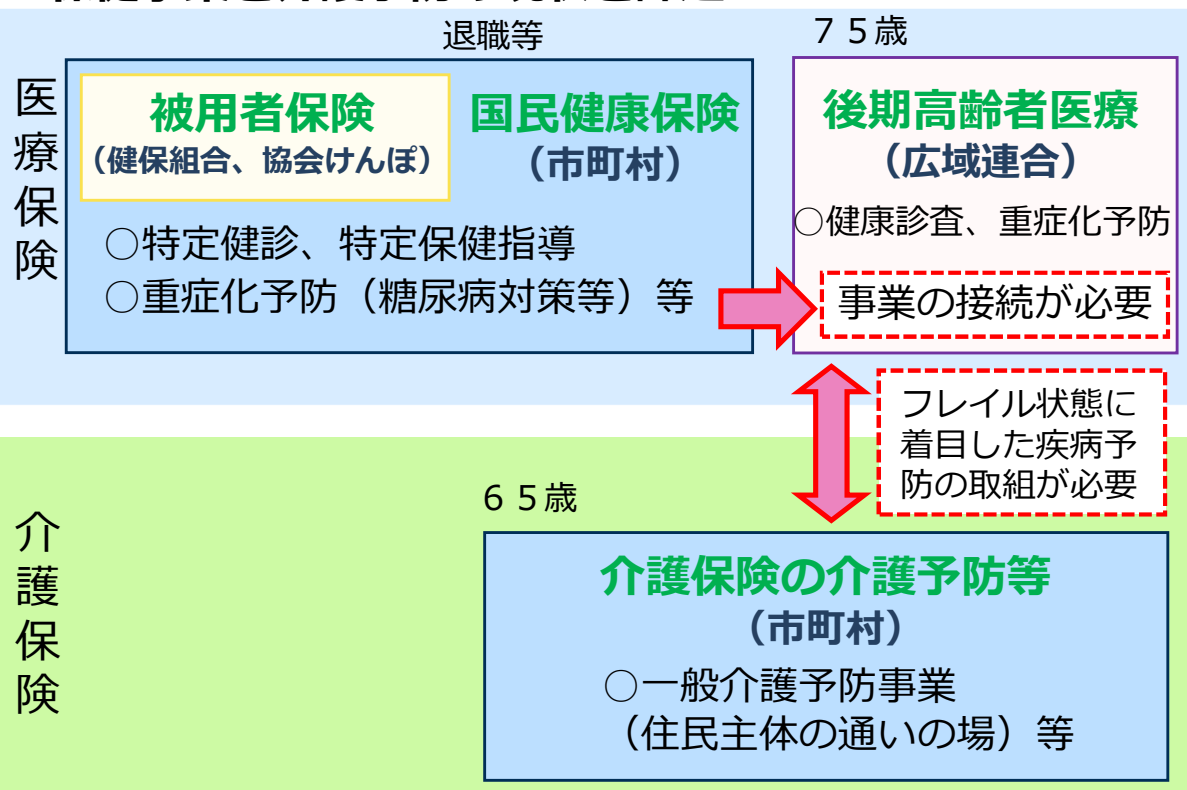 退職等
７５歳
医療保険
被用者保険
（健保組合、協会けんぽ）
国民健康保険
（市町村）
○特定健診、特定保健指導
○重症化予防（糖尿病対策等）等
後期高齢者医療
（広域連合）
○健康診査、重症化予防
事業の接続が必要
フレイル状態に
着目した疾病予
防の取組が必要
介護保険
６５歳
介護保険の介護予防等
（市町村）
○一般介護予防事業
（住民主体の通いの場）等